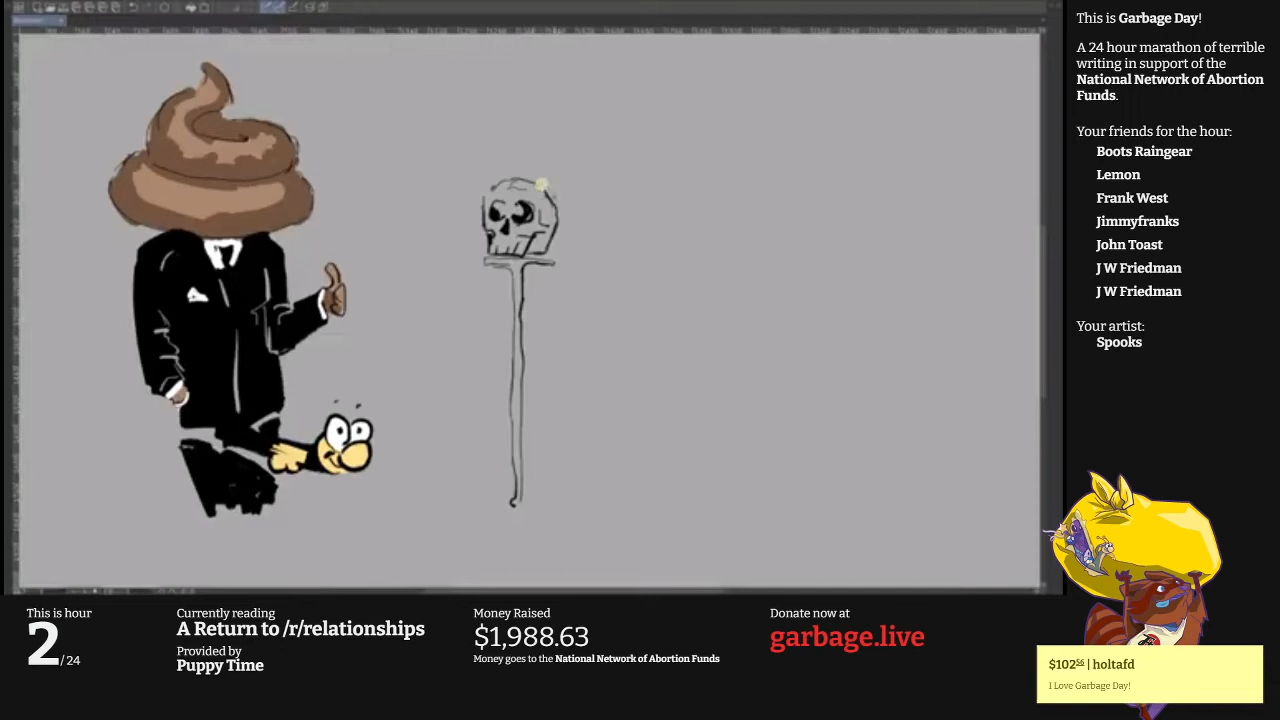 This is Garbage Day!
A 24 hour marathon of terrible
writing in support of the
National Network of Abortion
Funds.
Your friends for the hour:
Boots Raingear
Lemon
Frank West
Jimmyfranks
John Toast
J W Friedman
J W Friedman
Your artist:
Spooks
This is hour
2/24
Currently reading
A Return to /r/relationships
Provided by
Puppy Time
Money Raised
$1,988.63
Money goes to the National Network of Abortion Funds
Donate now at
garbage.live
$102⁵⁶ | holtafd
I Love Garbage Day!